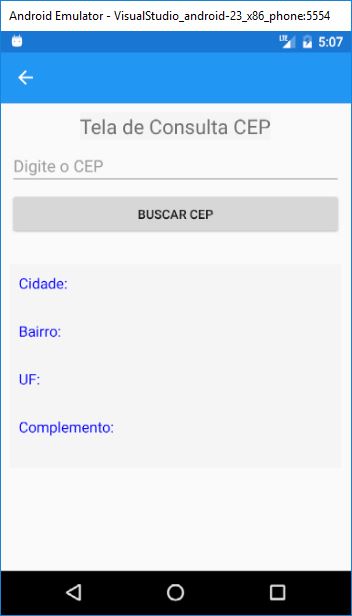 Android Emulator - VisualStudio_android-23_x86_phone:5554
LTE 5:07
Tela de Consulta CEP
Digite o CEP
BUSCAR CEP
Cidade:
Bairro:
UF:
Complemento: